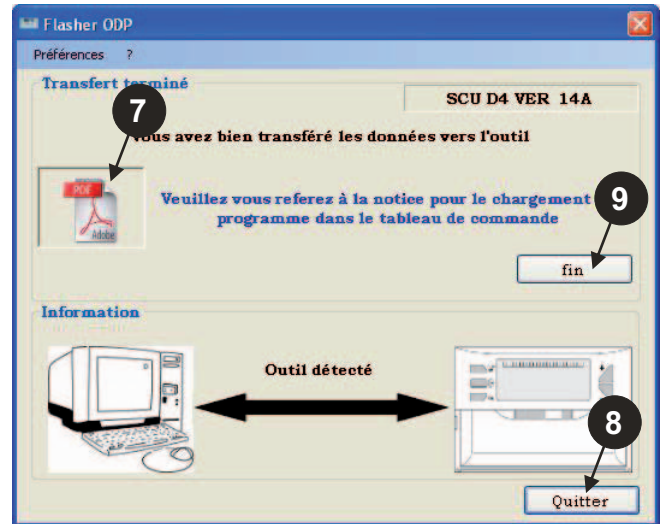 Flasher ODP
Préférences ?
Transfert terminé
SCU D4 VER 14A
7
vous avez bien transféré les données vers l'outil
PDF
Adobe
Veuillez vous referez à la notice pour le chargement
programme dans le tableau de commande
9
fin
Information
Outil détecté
8
Quitter